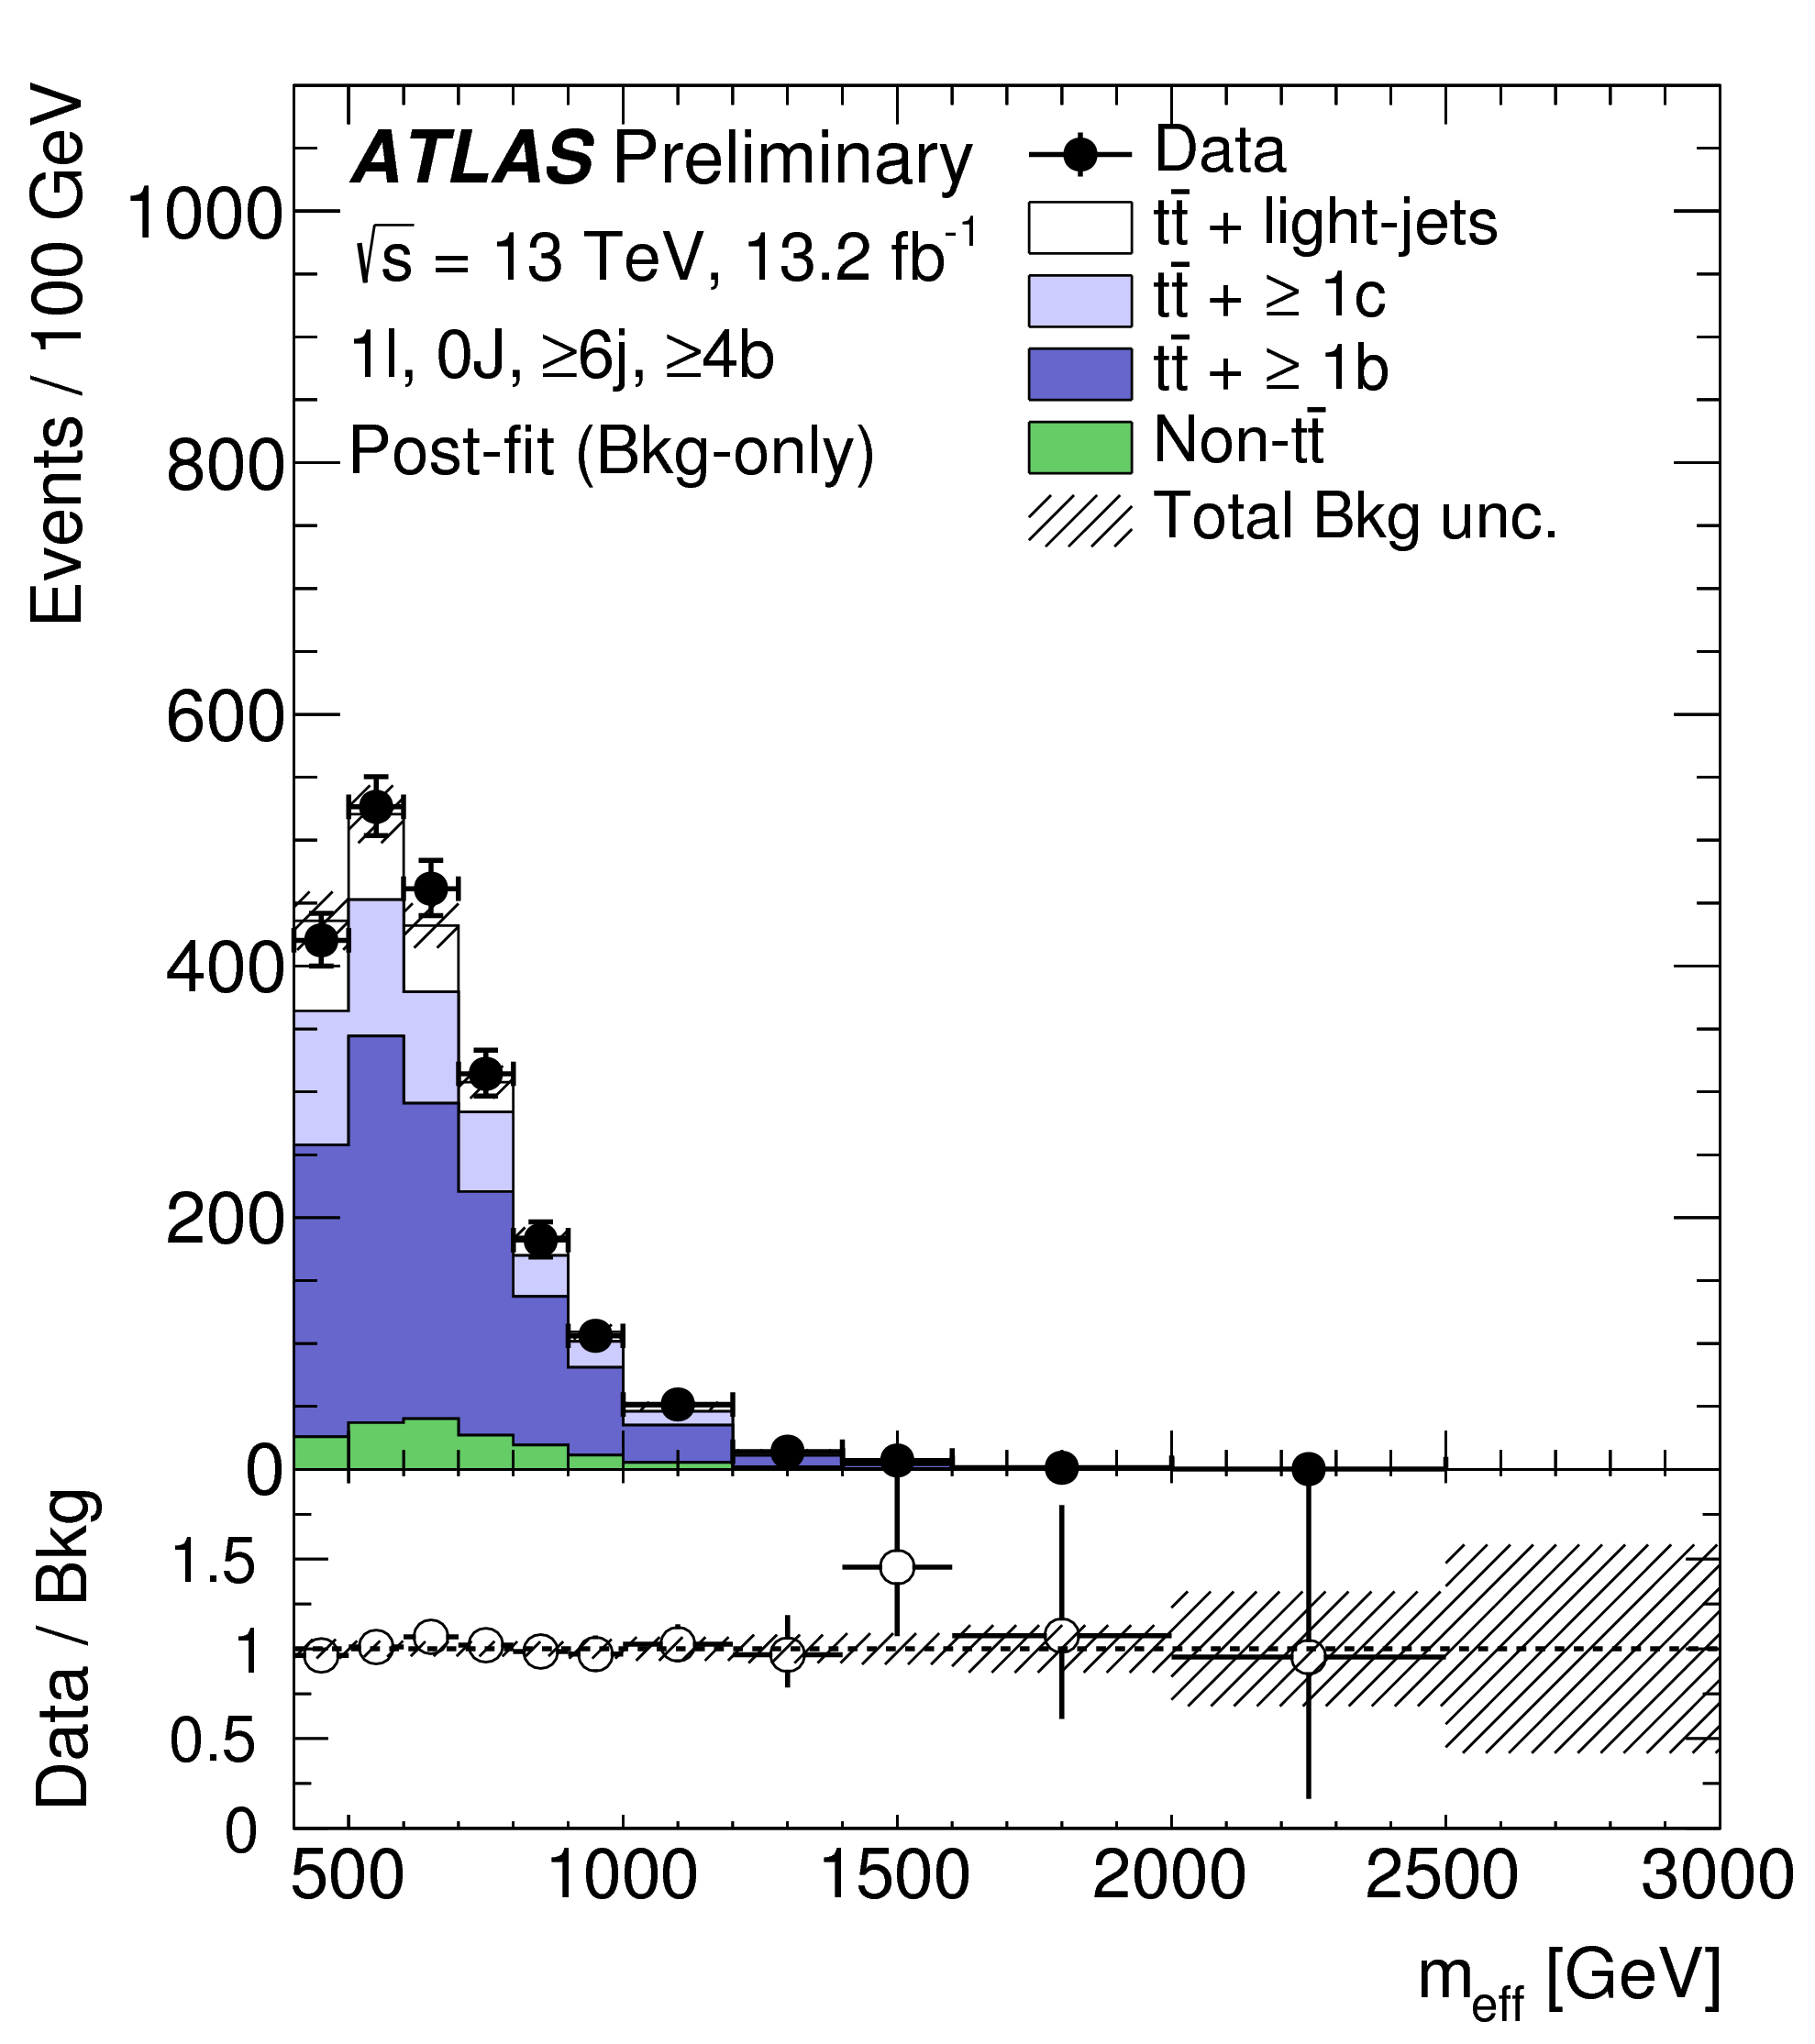 Events / 100 GeV
1000
800
600
400
200
0
ATLAS Preliminary
√s = 13 TeV, 13.2 fb⁻¹
1l, 0J, ≥6j, ≥4b
Post-fit (Bkg-only)
Data
tt̄ + light-jets
tt̄ + ≥ 1c
tt̄ + ≥ 1b
Non-tt̄
Total Bkg unc.
Data / Bkg
1.5
1
0.5
0
500 1000 1500 2000 2500 3000
m_eff [GeV]